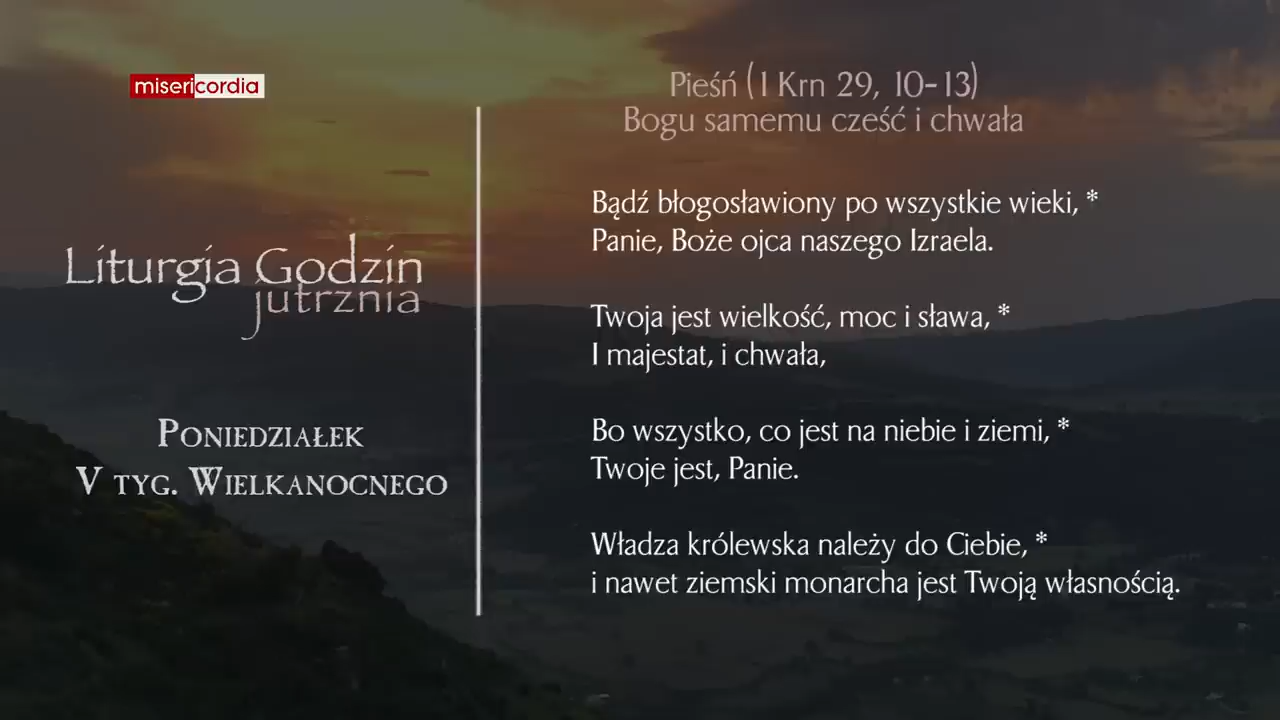 misericordia
Liturgia Godzin
jutrznia
Poniedziałek
V tyg. Wielkanocnego
Pieśń (1 Krn 29, 10-13)
Bogu samemu cześć i chwała
Bądź błogosławiony po wszystkie wieki, *
Panie, Boże ojca naszego Izraela.
Twoja jest wielkość, moc i sława, *
I majestat, i chwała,
Bo wszystko, co jest na niebie i ziemi, *
Twoje jest, Panie.
Władza królewska należy do Ciebie, *
i nawet ziemski monarcha jest Twoją własnością.